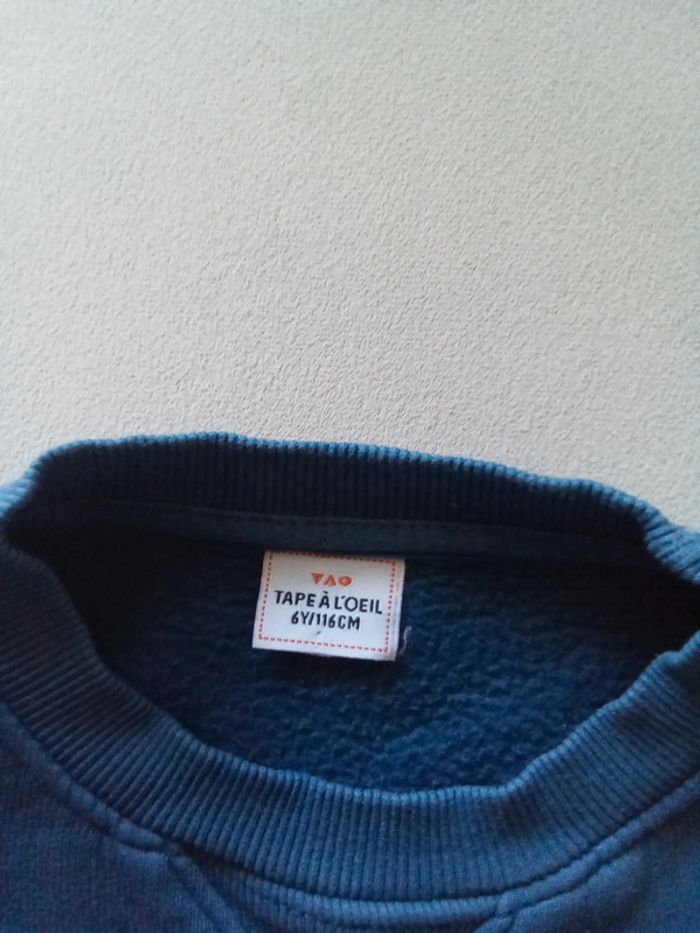 TAO
TAPE À L'OEIL
6Y/116CM